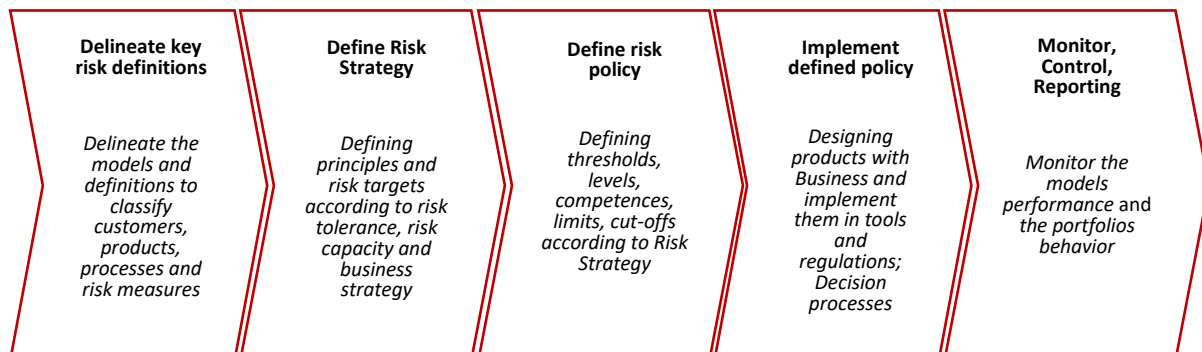 Delineate key
risk definitions
Delineate the
models and
definitions to
classify
customers,
products,
processes and
risk measures
Define Risk
Strategy
Defining
principles and
risk targets
according to risk
tolerance, risk
capacity and
business
strategy
Define risk
policy
Defining
thresholds,
levels,
competences,
limits, cut-offs
according to Risk
Strategy
Implement
defined policy
Designing
products with
Business and
implement
them in tools
and
regulations;
Decision
processes
Monitor,
Control,
Reporting
Monitor the
models
performance and
the portfolios
behavior